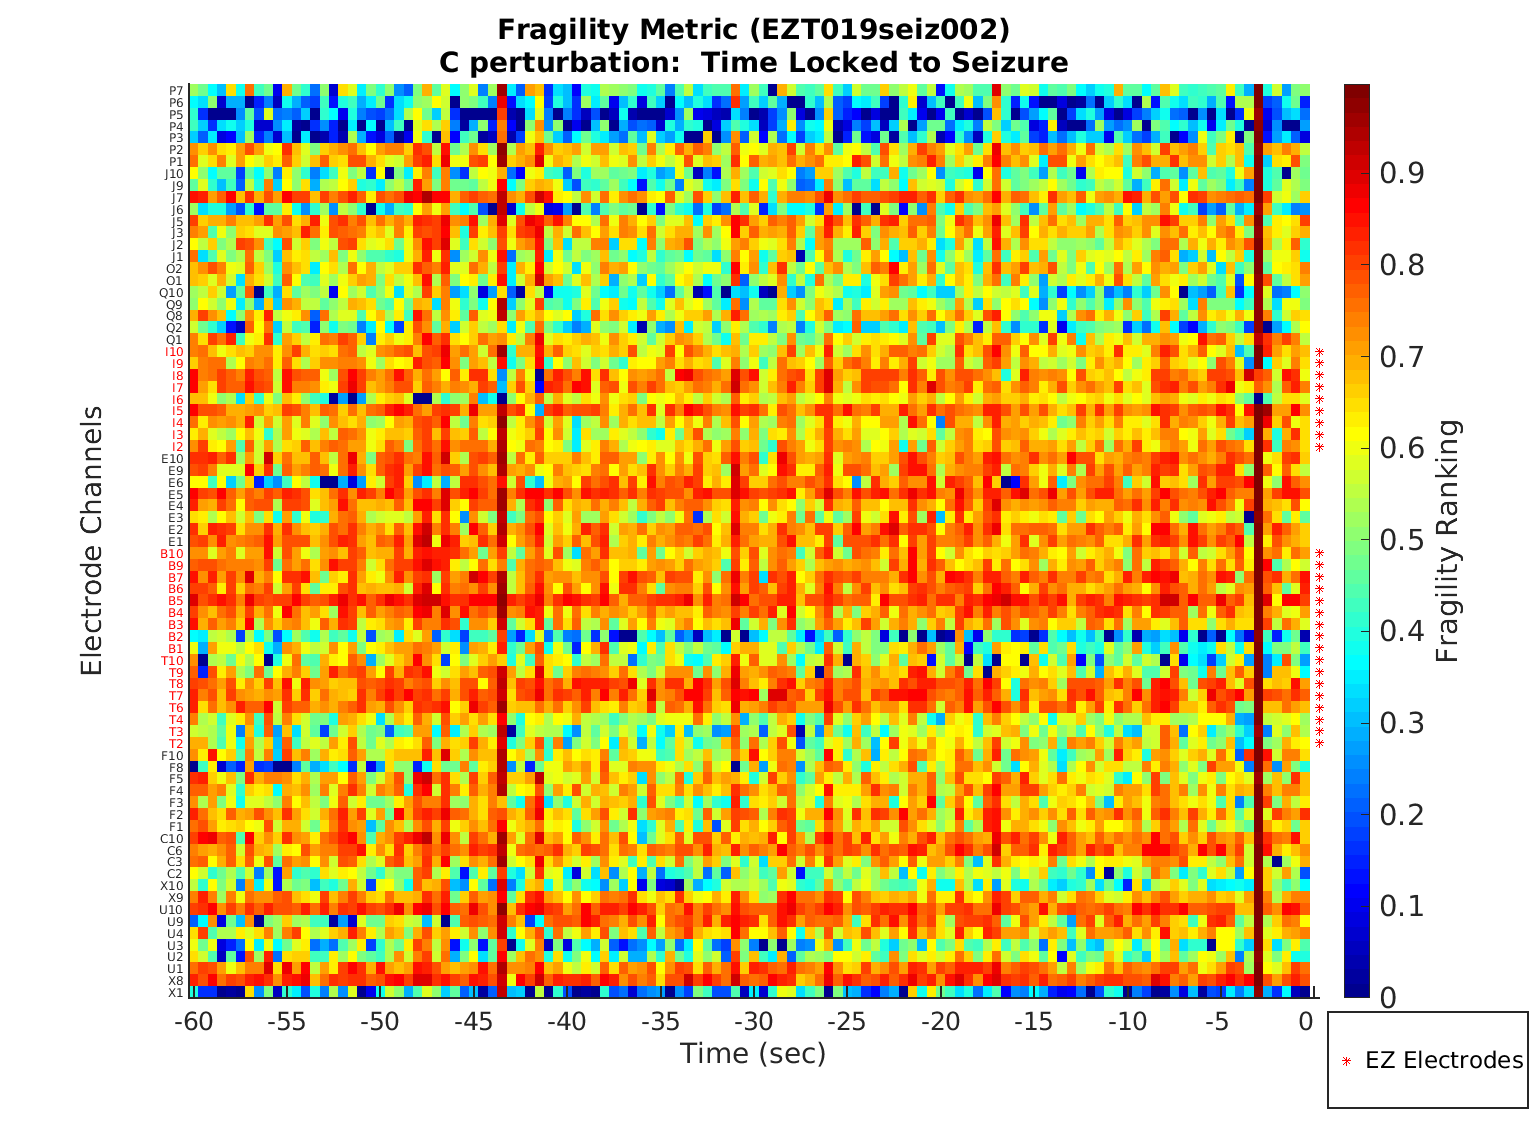 Fragility Metric (EZT019seiz002)
C perturbation:  Time Locked to Seizure
Electrode Channels
P7
P6
P5
P4
P3
P2
P1
J10
J9
J7
J6
J5
J3
J2
J1
O2
O1
Q10
Q9
Q8
Q2
Q1
I10
I9
I8
I7
I6
I5
I4
I3
I2
E10
E9
E6
E5
E4
E3
E2
E1
B10
B9
B7
B6
B5
B4
B3
B2
B1
T10
T9
T8
T7
T6
T4
T3
T2
F10
F8
F5
F4
F3
F2
F1
C10
C6
C3
C2
X10
X9
U10
U9
U4
U3
U2
U1
X8
X1
-60 -55 -50 -45 -40 -35 -30 -25 -20 -15 -10 -5 0
Time (sec)
0.9
0.8
0.7
0.6
0.5
0.4
0.3
0.2
0.1
0
Fragility Ranking
EZ Electrodes